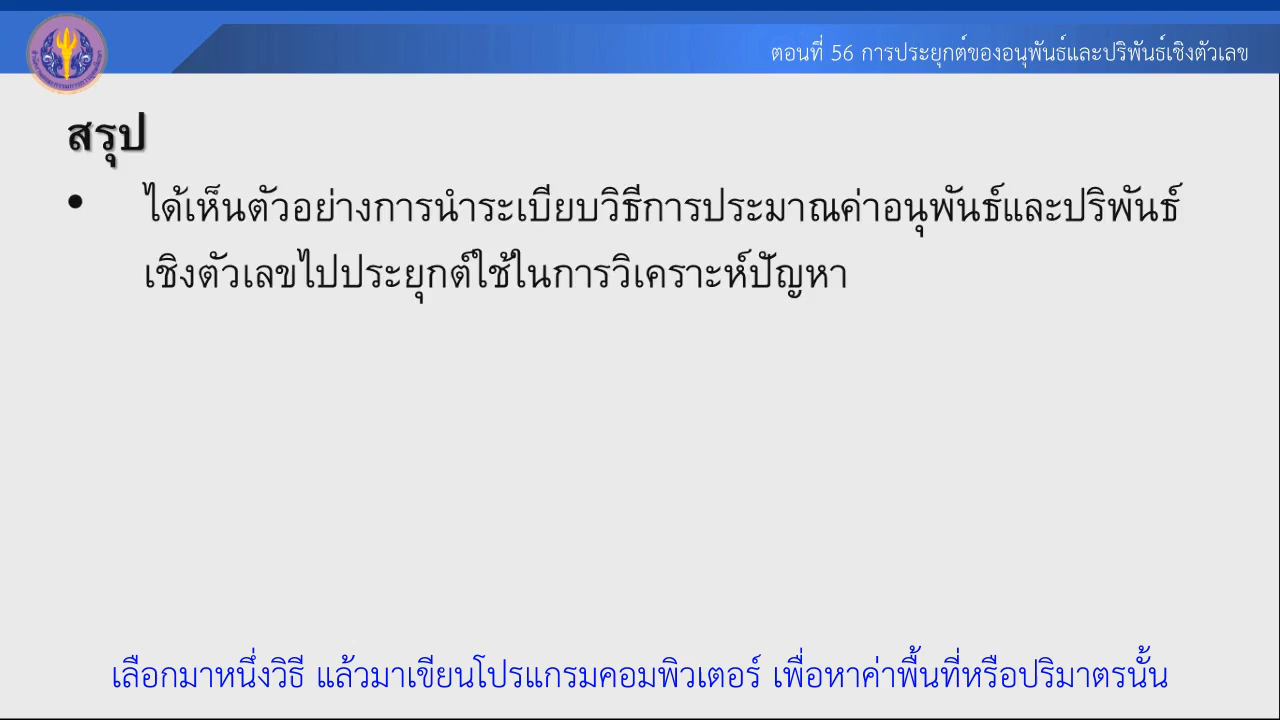 ตอนที่ 56 การประยุกต์ของอนุพันธ์และปริพันธ์เชิงตัวเลข
สรุป
• ได้เห็นตัวอย่างการนำระเบียบวิธีการประมาณค่าอนุพันธ์และปริพันธ์
เชิงตัวเลขไปประยุกต์ใช้ในการวิเคราะห์ปัญหา
เลือกมาหนึ่งวิธี แล้วมาเขียนโปรแกรมคอมพิวเตอร์ เพื่อหาค่าพื้นที่หรือปริมาตรนั้น